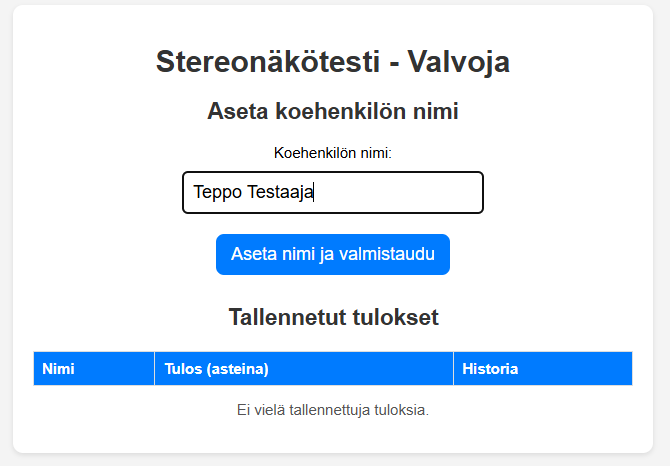 Stereonäkötesti - Valvoja
Aseta koehenkilön nimi
Koehenkilön nimi:
Teppo Testaaja
Aseta nimi ja valmistaudu
Tallennetut tulokset
Nimi Tulos (asteina) Historia
Ei vielä tallennettuja tuloksia.